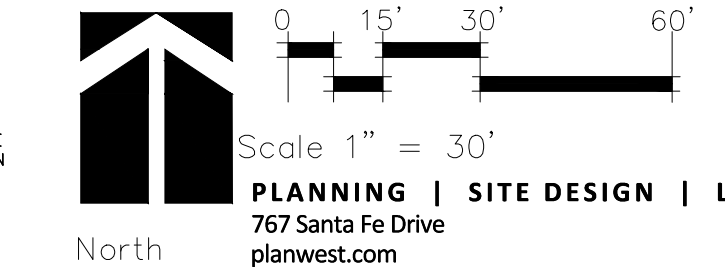 0 15' 30' 60'
Scale 1" = 30'
PLANNING | SITE DESIGN |
767 Santa Fe Drive
planwest.com
North